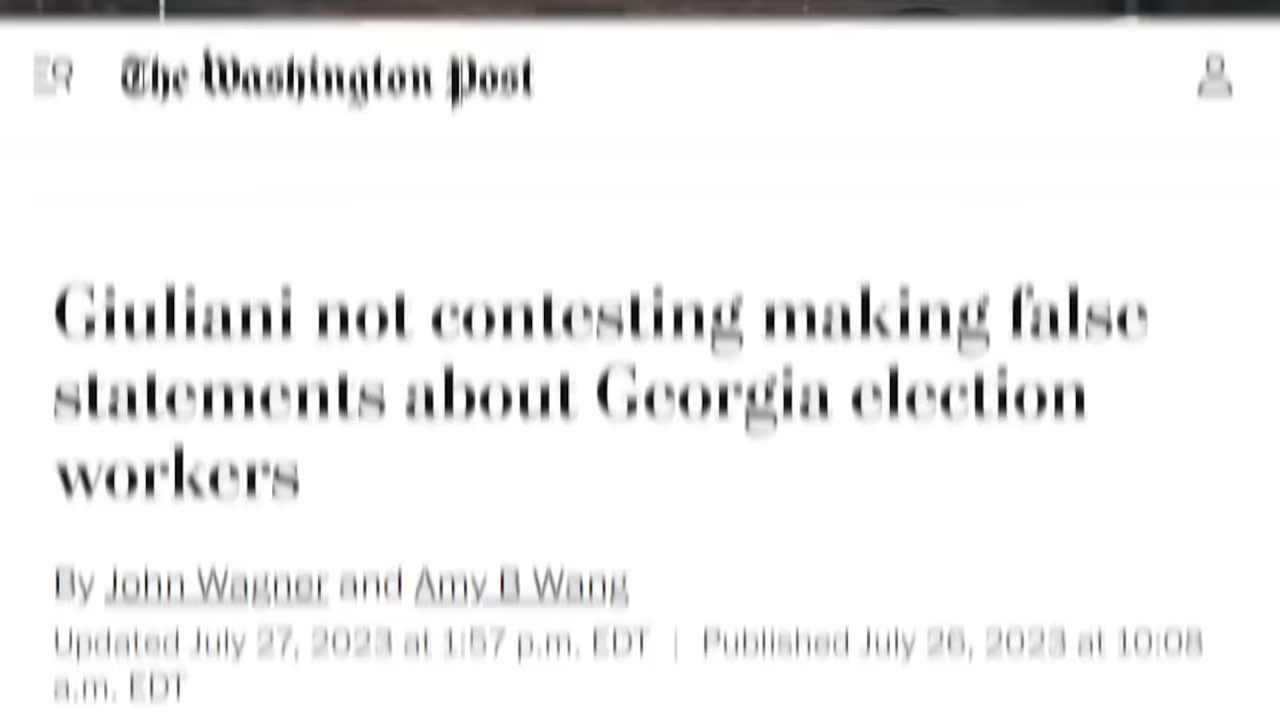 The Washington Post
Giuliani not contesting making false
statements about Georgia election
workers
By John Wagner and Amy B Wang
Updated July 27, 2023 at 1:57 p.m. EDT | Published July 26, 2023 at 10:08
a.m. EDT